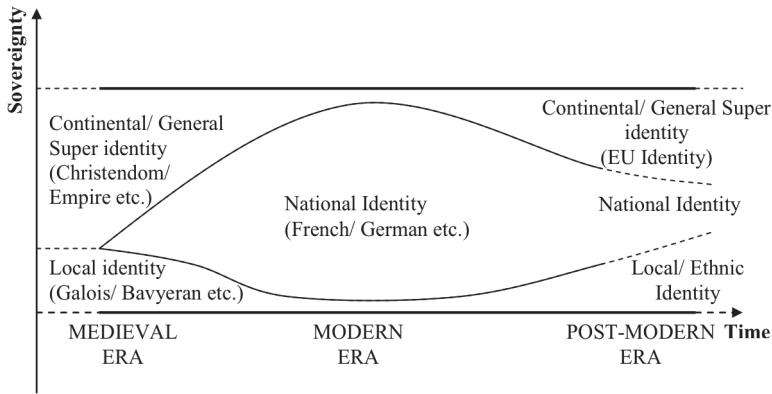 Sovereignty
Continental/ General
Super identity
(Christendom/
Empire etc.)
Continental/ General Super
identity
(EU Identity)
National Identity
(French/ German etc.)
National Identity
Local identity
(Galois/ Bavyeran etc.)
Local/ Ethnic
Identity
MEDIEVAL
ERA
MODERN
ERA
POST-MODERN
ERA
Time